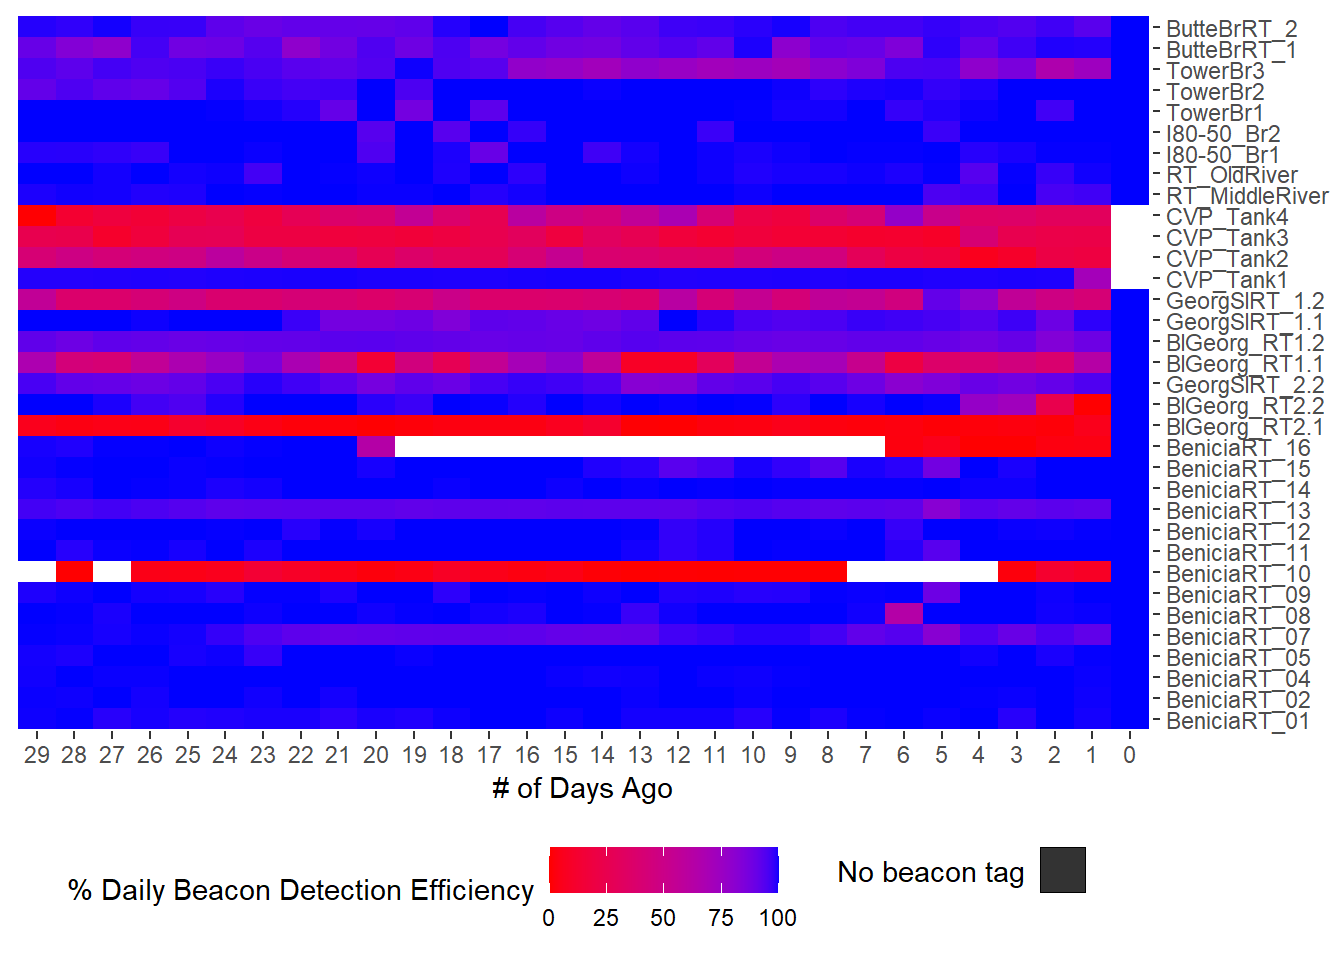 ButteBrRT_2
ButteBrRT_1
TowerBr3
TowerBr2
TowerBr1
I80-50_Br2
I80-50_Br1
RT_OldRiver
RT_MiddleRiver
CVP_Tank4
CVP_Tank3
CVP_Tank2
CVP_Tank1
GeorgSlRT_1.2
GeorgSlRT_1.1
BlGeorg_RT1.2
BlGeorg_RT1.1
GeorgSlRT_2.2
BlGeorg_RT2.2
BlGeorg_RT2.1
BeniciaRT_16
BeniciaRT_15
BeniciaRT_14
BeniciaRT_13
BeniciaRT_12
BeniciaRT_11
BeniciaRT_10
BeniciaRT_09
BeniciaRT_08
BeniciaRT_07
BeniciaRT_05
BeniciaRT_04
BeniciaRT_02
BeniciaRT_01
29 28 27 26 25 24 23 22 21 20 19 18 17 16 15 14 13 12 11 10 9 8 7 6 5 4 3 2 1 0
# of Days Ago
% Daily Beacon Detection Efficiency
0 25 50 75 100
No beacon tag